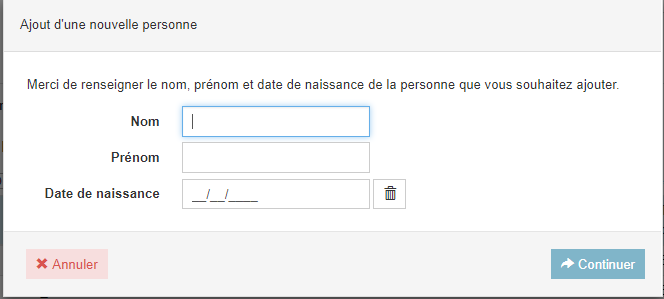 Ajout d'une nouvelle personne
Merci de renseigner le nom, prénom et date de naissance de la personne que vous souhaitez ajouter.
Nom
Prénom
Date de naissance __/__/____
Annuler
Continuer